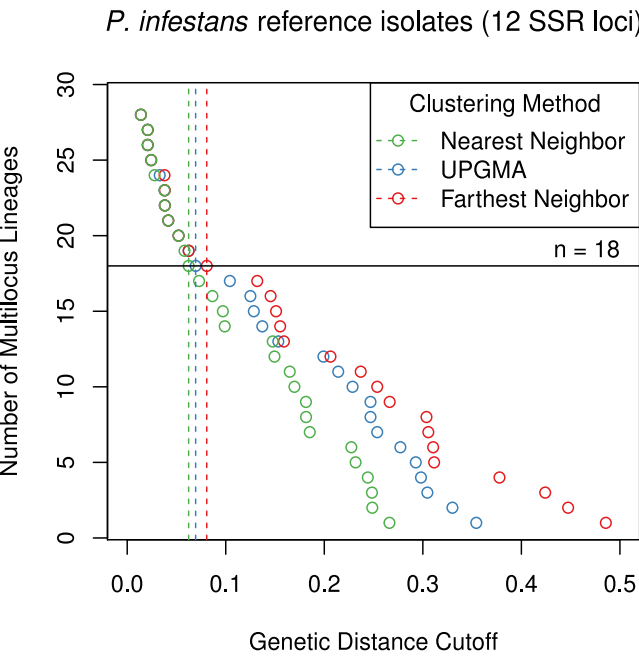 P. infestans reference isolates (12 SSR loci)
Number of Multilocus Lineages
30
25
20
15
10
5
0
Clustering Method
Nearest Neighbor
UPGMA
Farthest Neighbor
n = 18
0.0 0.1 0.2 0.3 0.4 0.5
Genetic Distance Cutoff